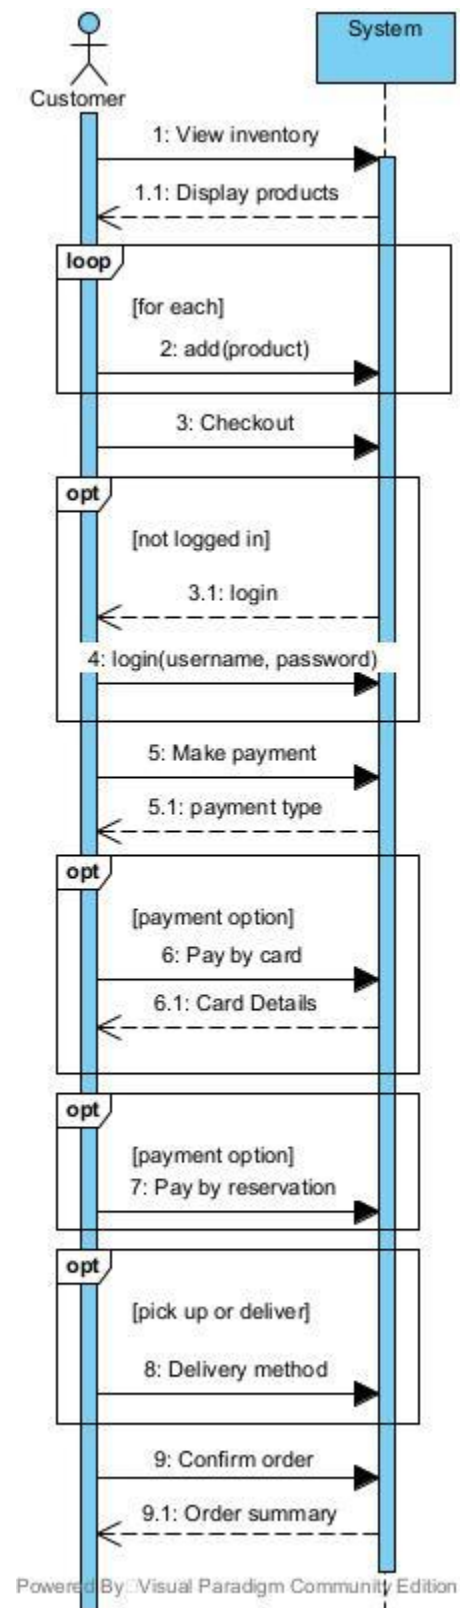 System
Customer
1: View inventory
1.1: Display products
loop
[for each]
2: add(product)
3: Checkout
opt
[not logged in]
3.1: login
4: login(username, password)
5: Make payment
5.1: payment type
opt
[payment option]
6: Pay by card
6.1: Card Details
opt
[payment option]
7: Pay by reservation
opt
[pick up or deliver]
8: Delivery method
9: Confirm order
9.1: Order summary
Powered By Visual Paradigm Community Edition